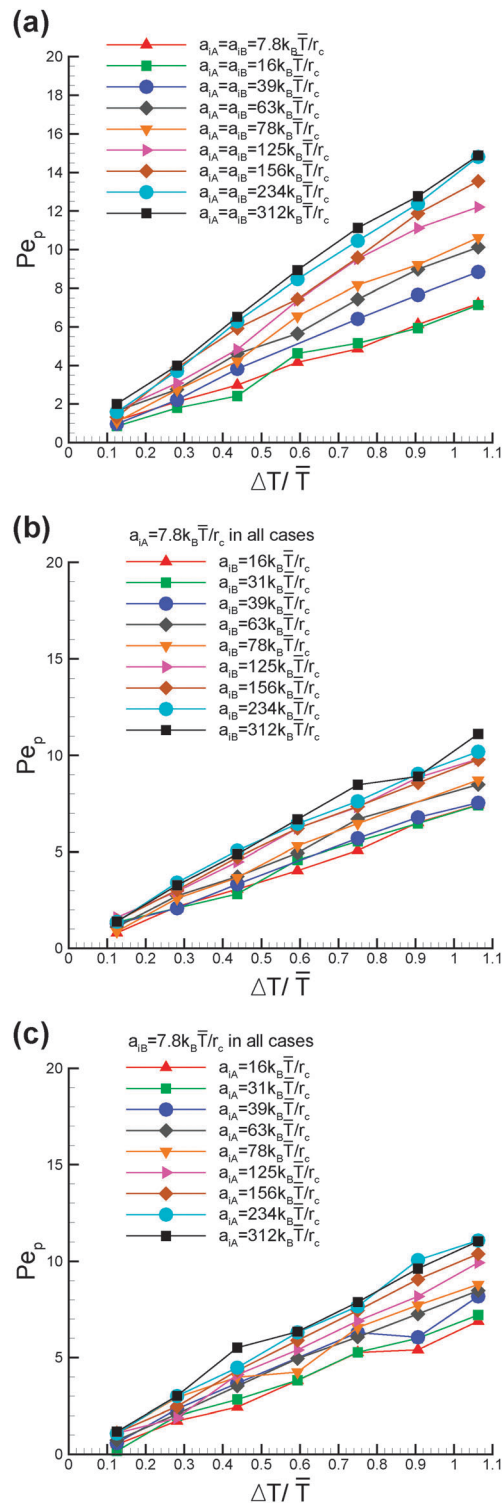 (a)
a_iA=a_iB=7.8k_BT̅/r_c
a_iA=a_iB=16k_BT̅/r_c
a_iA=a_iB=39k_BT̅/r_c
a_iA=a_iB=63k_BT̅/r_c
a_iA=a_iB=78k_BT̅/r_c
a_iA=a_iB=125k_BT̅/r_c
a_iA=a_iB=156k_BT̅/r_c
a_iA=a_iB=234k_BT̅/r_c
a_iA=a_iB=312k_BT̅/r_c
20
18
16
14
12
10
8
6
4
2
0
Pe_p
0 0.1 0.2 0.3 0.4 0.5 0.6 0.7 0.8 0.9 1 1.1
ΔT/ T̅
(b)
a_iA=7.8k_BT̅/r_c in all cases
a_iB=16k_BT̅/r_c
a_iB=31k_BT̅/r_c
a_iB=39k_BT̅/r_c
a_iB=63k_BT̅/r_c
a_iB=78k_BT̅/r_c
a_iB=125k_BT̅/r_c
a_iB=156k_BT̅/r_c
a_iB=234k_BT̅/r_c
a_iB=312k_BT̅/r_c
20
15
10
5
0
Pe_p
0 0.1 0.2 0.3 0.4 0.5 0.6 0.7 0.8 0.9 1 1.1
ΔT/ T̅
(c)
a_iB=7.8k_BT̅/r_c in all cases
a_iA=16k_BT̅/r_c
a_iA=31k_BT̅/r_c
a_iA=39k_BT̅/r_c
a_iA=63k_BT̅/r_c
a_iA=78k_BT̅/r_c
a_iA=125k_BT̅/r_c
a_iA=156k_BT̅/r_c
a_iA=234k_BT̅/r_c
a_iA=312k_BT̅/r_c
20
15
10
5
0
Pe_p
0 0.1 0.2 0.3 0.4 0.5 0.6 0.7 0.8 0.9 1 1.1
ΔT/ T̅